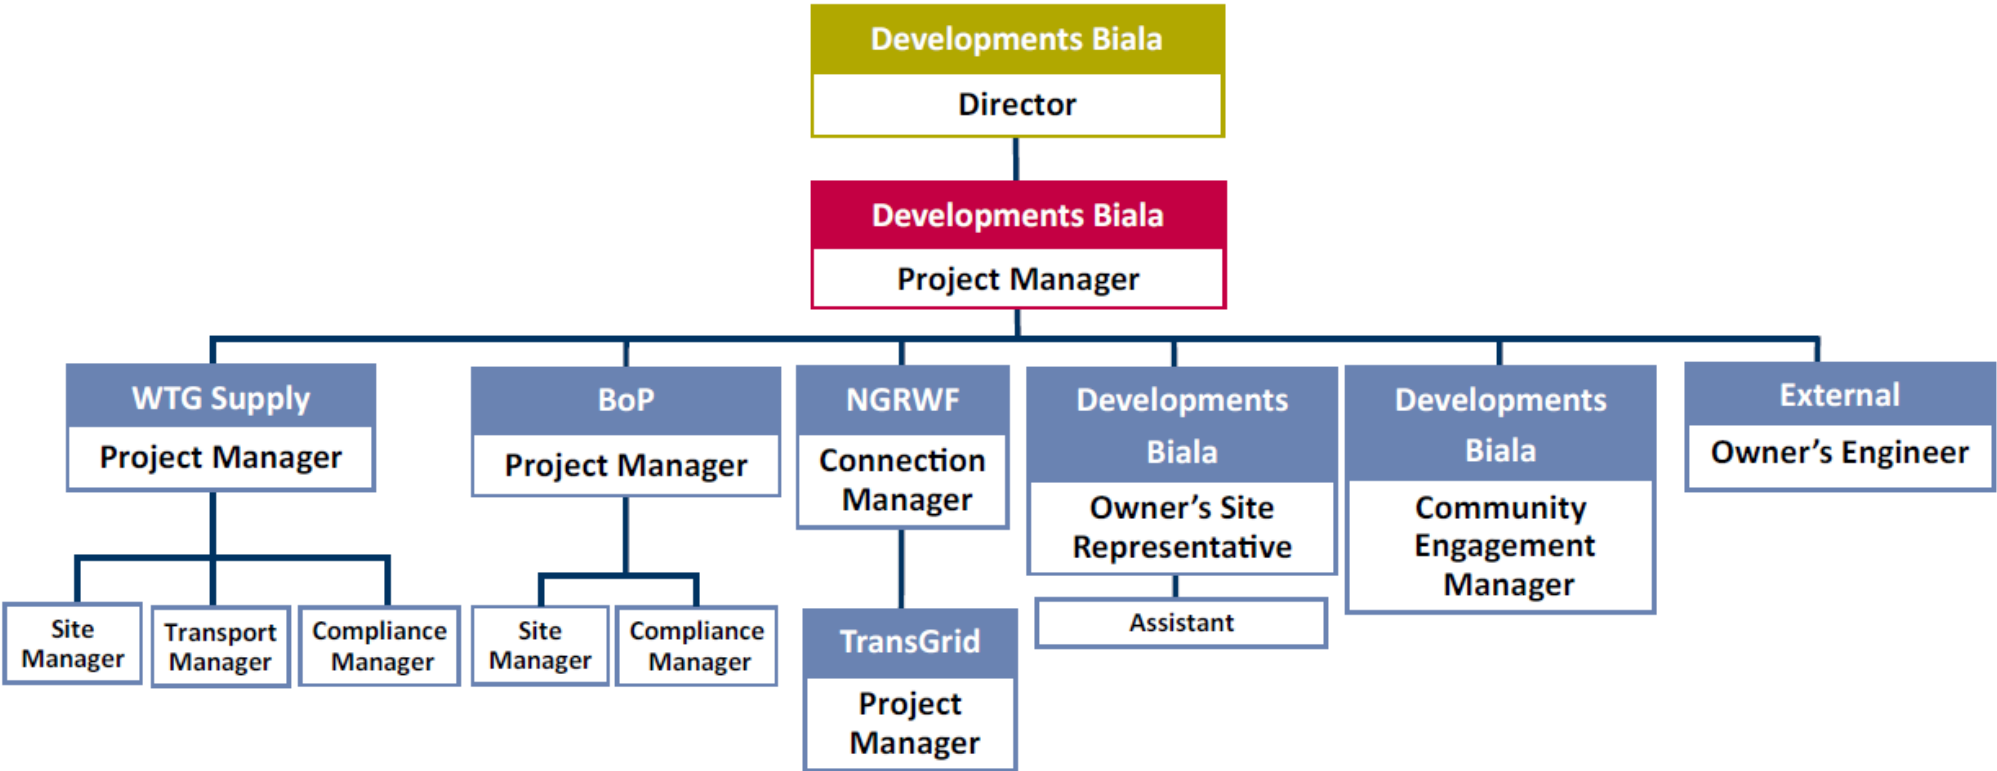 Developments Biala
Director
Developments Biala
Project Manager
WTG Supply
Project Manager
Site
Manager
Transport
Manager
Compliance
Manager
BoP
Project Manager
Site
Manager
Compliance
Manager
NGRWF
Connection
Manager
TransGrid
Project
Manager
Developments
Biala
Owner’s Site
Representative
Assistant
Developments
Biala
Community
Engagement
Manager
External
Owner’s Engineer